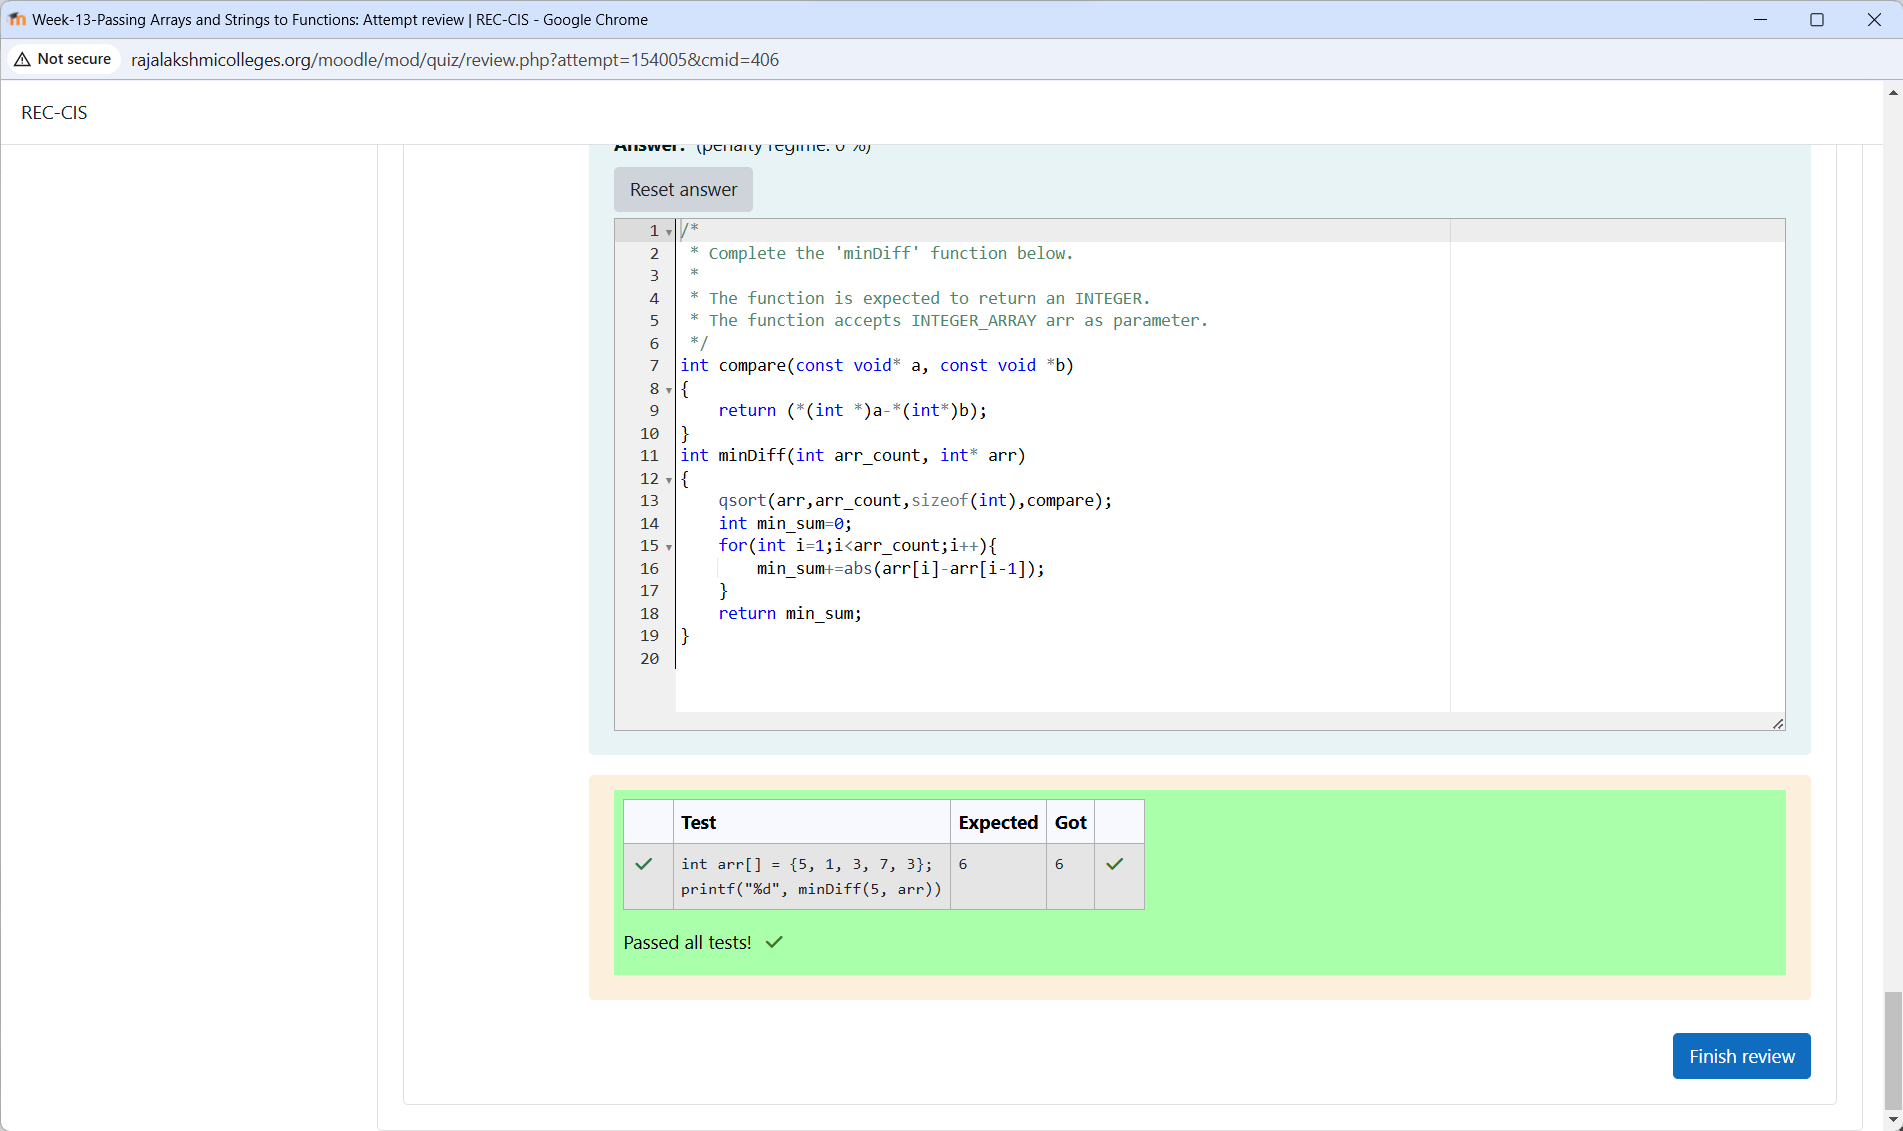 Week-13-Passing Arrays and Strings to Functions: Attempt review | REC-CIS - Google Chrome
Not secure rajalakshmicolleges.org/moodle/mod/quiz/review.php?attempt=154005&cmid=406
REC-CIS
Answer: (penalty regime: 0 %)
Reset answer
1 /*
2  * Complete the 'minDiff' function below.
3  *
4  * The function is expected to return an INTEGER.
5  * The function accepts INTEGER_ARRAY arr as parameter.
6  */
7 int compare(const void* a, const void *b)
8 {
9     return (*(int *)a-*(int*)b);
10 }
11 int minDiff(int arr_count, int* arr)
12 {
13     qsort(arr,arr_count,sizeof(int),compare);
14     int min_sum=0;
15     for(int i=1;i<arr_count;i++){
16         min_sum+=abs(arr[i]-arr[i-1]);
17     }
18     return min_sum;
19 }
20
Test Expected Got
int arr[] = {5, 1, 3, 7, 3}; 6 6
printf("%d", minDiff(5, arr))
Passed all tests!
Finish review